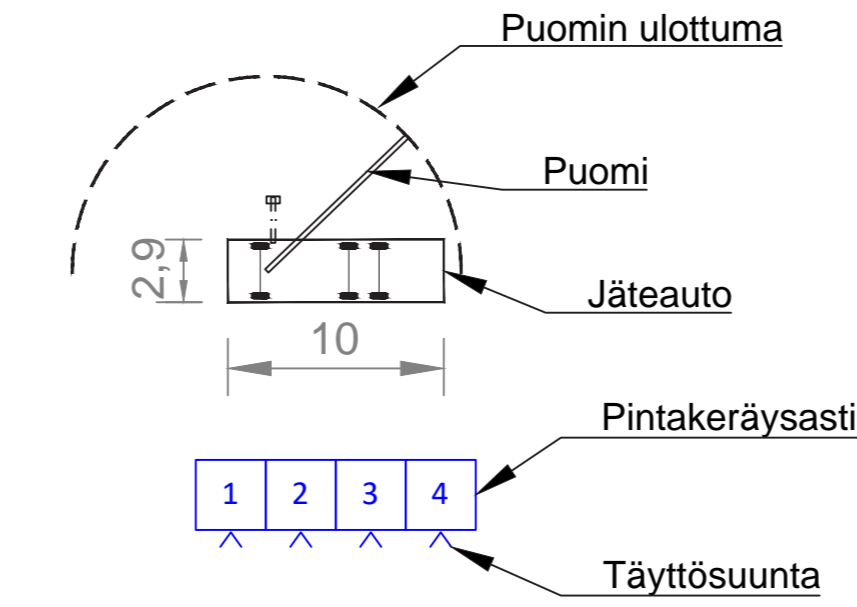 Puomin ulottuma
Puomi
2,9
Jäteauto
10
Pintakeräysasti
1 2 3 4
Täyttösuunta